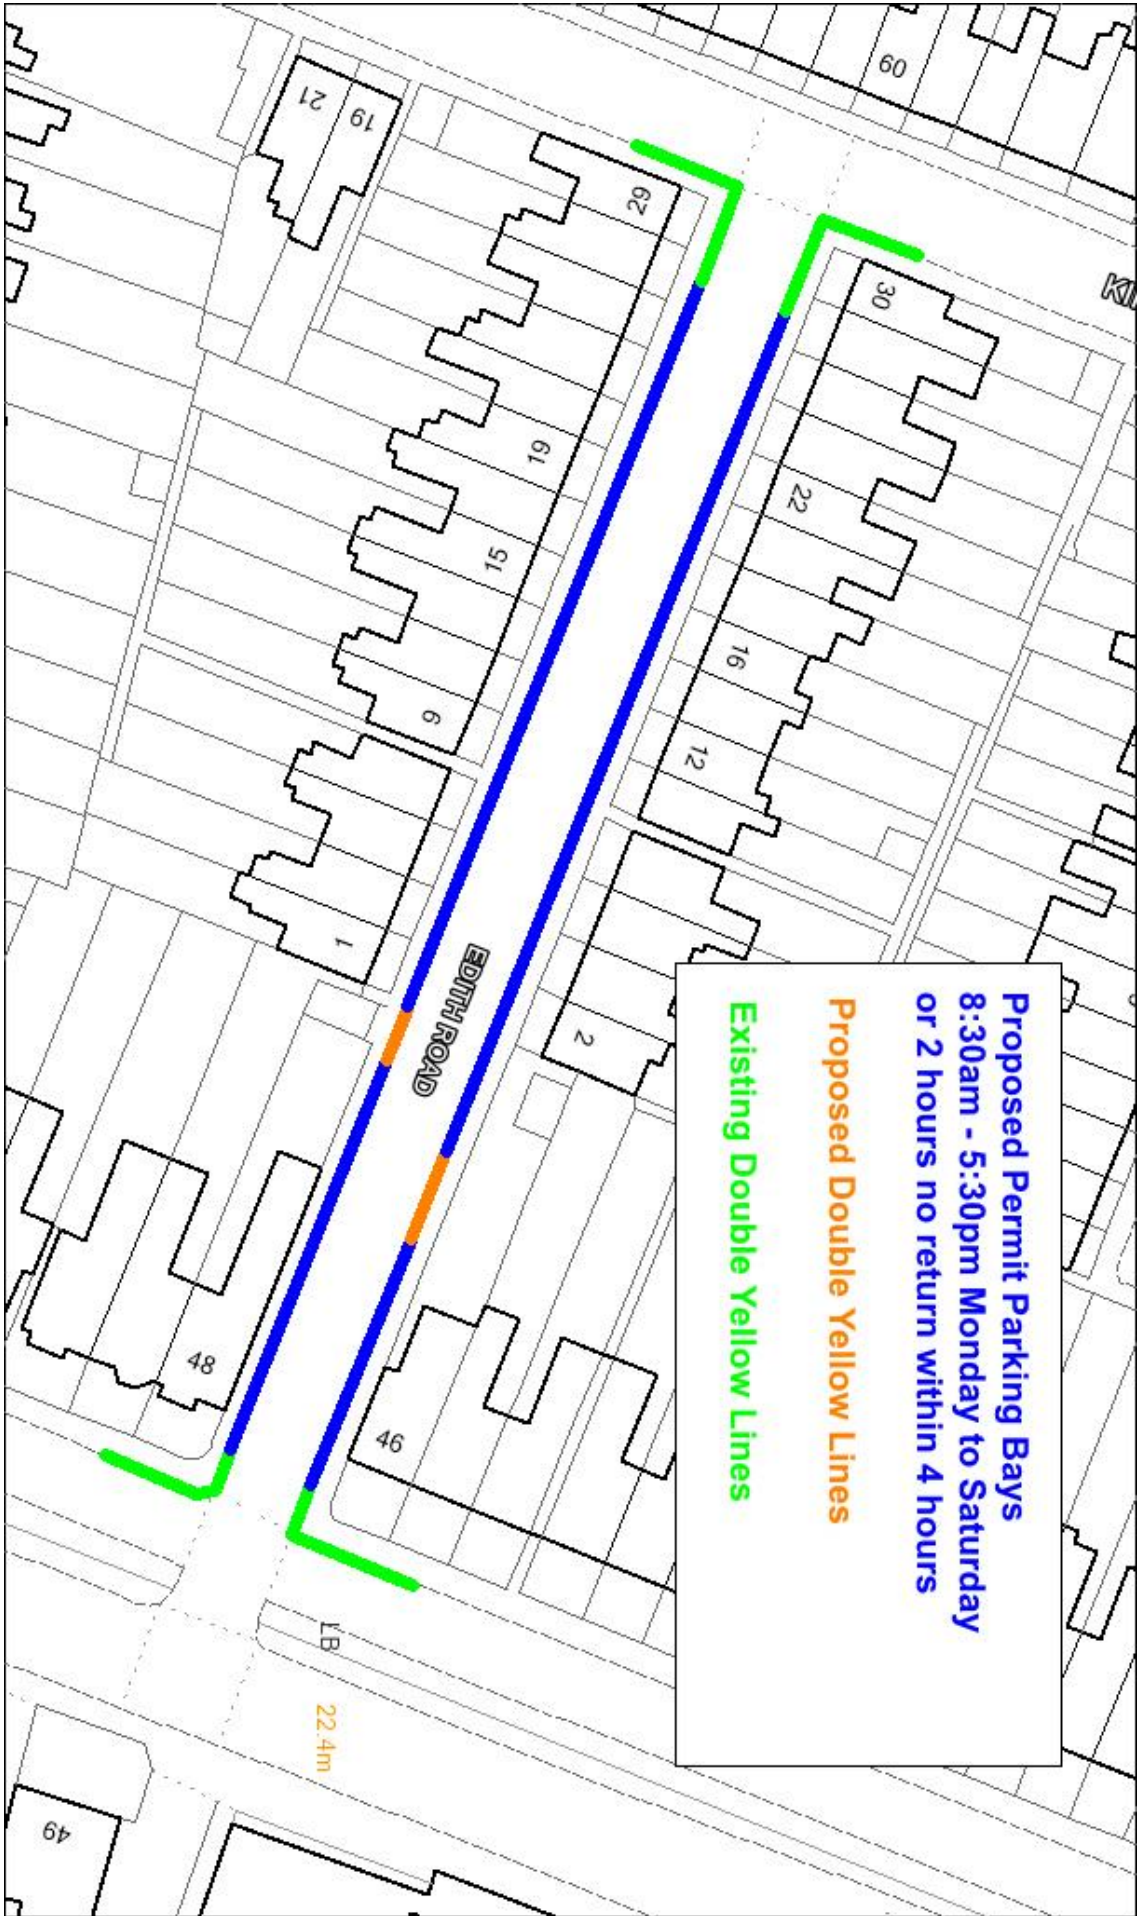 Proposed Permit Parking Bays
8:30am - 5:30pm Monday to Saturday
or 2 hours no return within 4 hours
Proposed Double Yellow Lines
Existing Double Yellow Lines
EDITH ROAD
KI
60
21
19
29
30
19
22
15
16
9
12
1
2
48
46
LB
22.4m
49